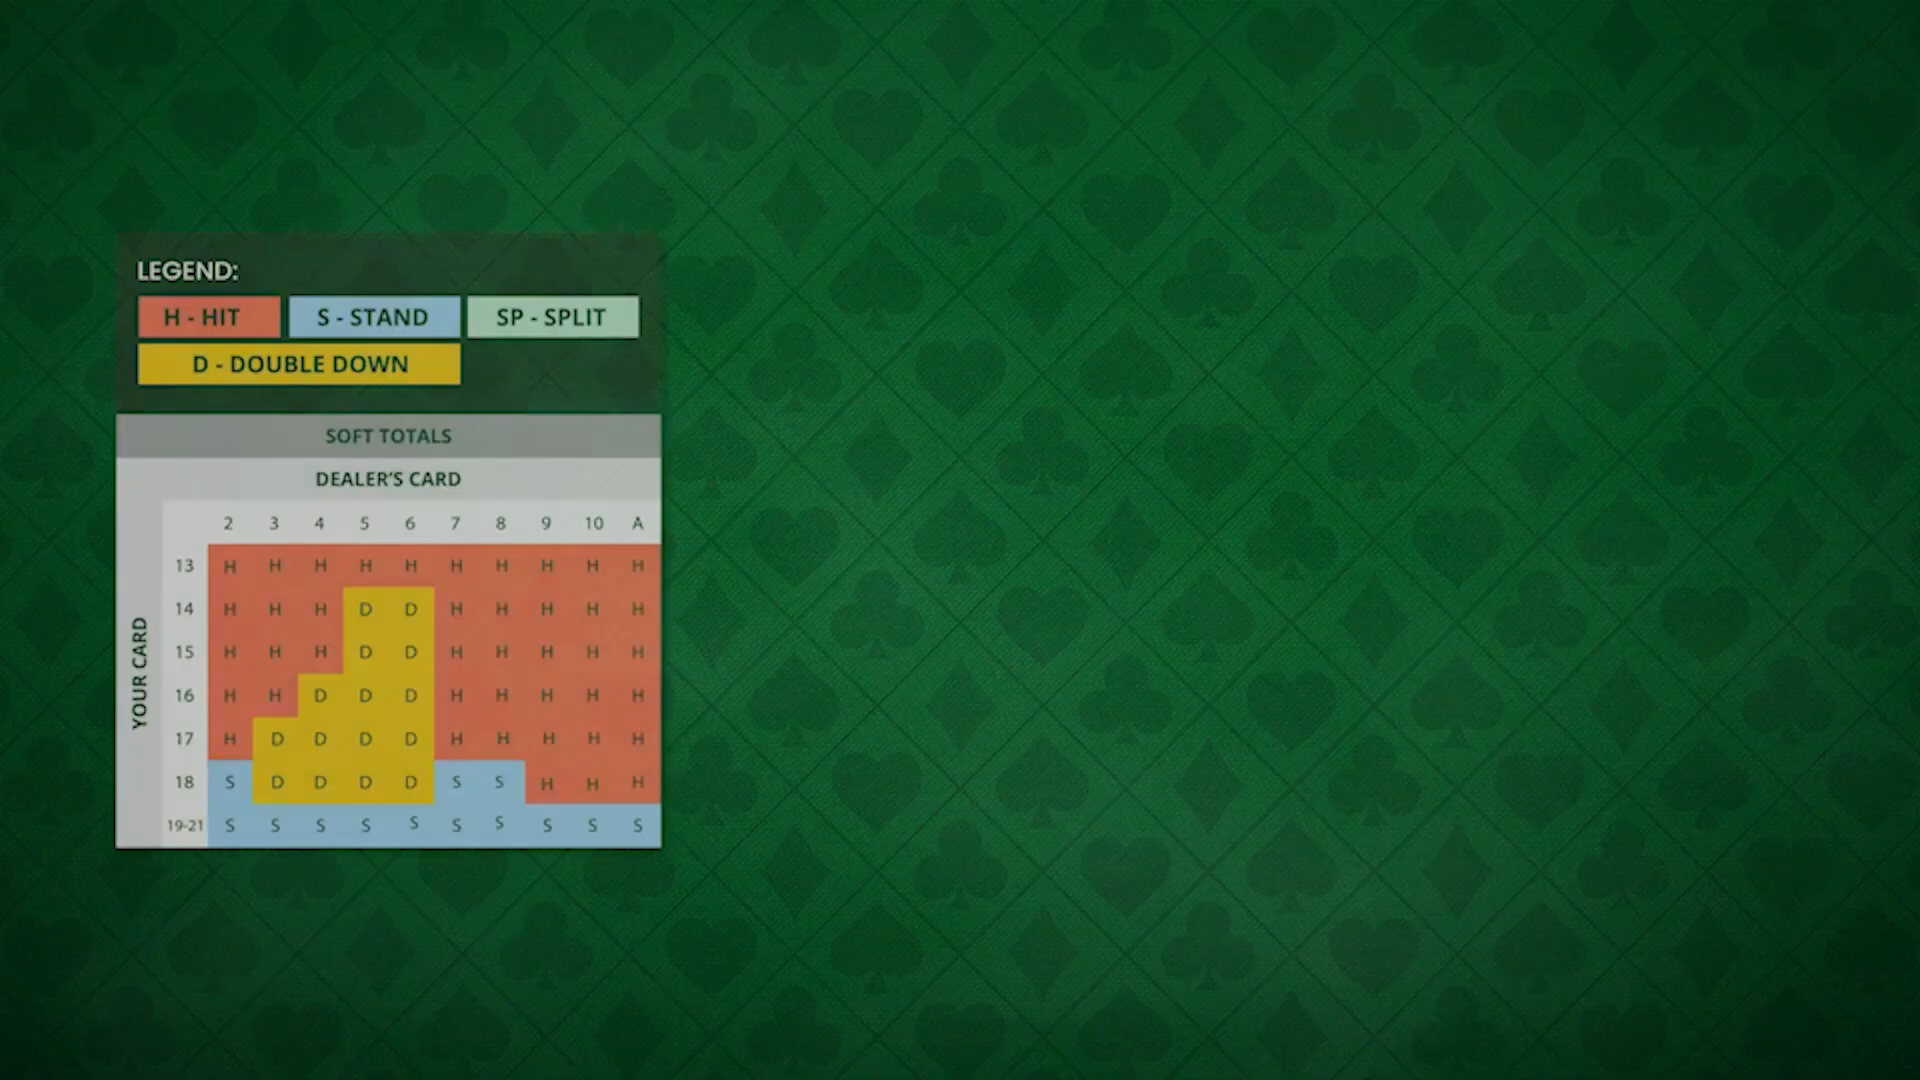 LEGEND:
H - HIT S - STAND SP - SPLIT
D - DOUBLE DOWN
SOFT TOTALS
DEALER'S CARD
YOUR CARD
2 3 4 5 6 7 8 9 10 A
13 H H H H H H H H H H
14 H H H D D H H H H H
15 H H H D D H H H H H
16 H H D D D H H H H H
17 H D D D D H H H H H
18 S D D D D S S H H H
19-21 S S S S S S S S S S